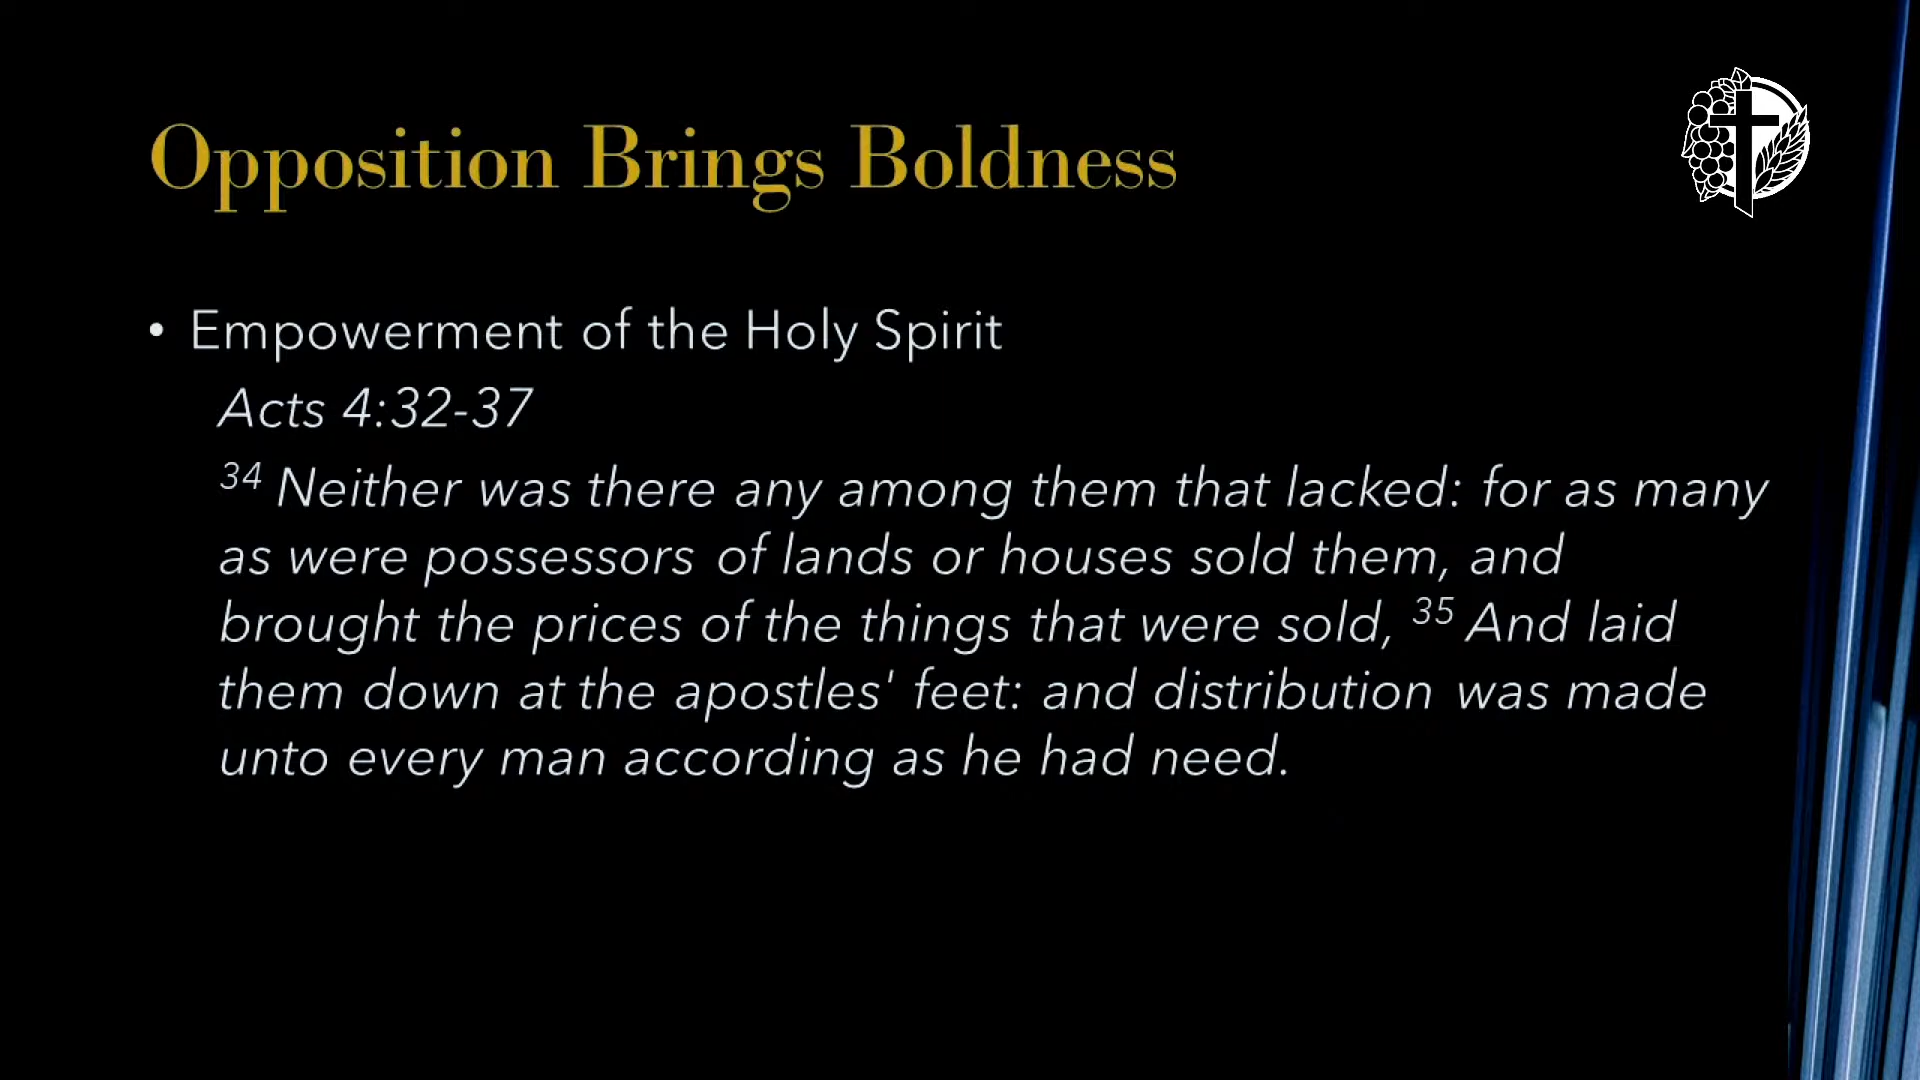 Opposition Brings Boldness
• Empowerment of the Holy Spirit
Acts 4:32-37
34 Neither was there any among them that lacked: for as many
as were possessors of lands or houses sold them, and
brought the prices of the things that were sold, 35 And laid
them down at the apostles' feet: and distribution was made
unto every man according as he had need.